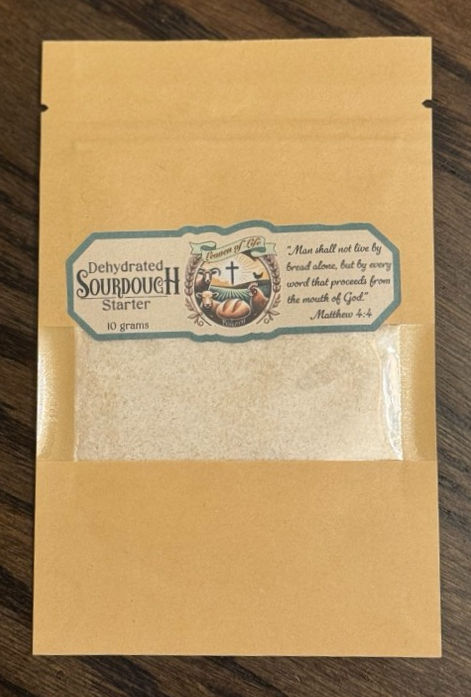 Dehydrated
SOURDOUGH
Starter
10 grams
Leaven of Life
"Man shall not live by
bread alone, but by every
word that proceeds from
the mouth of God."
Matthew 4:4